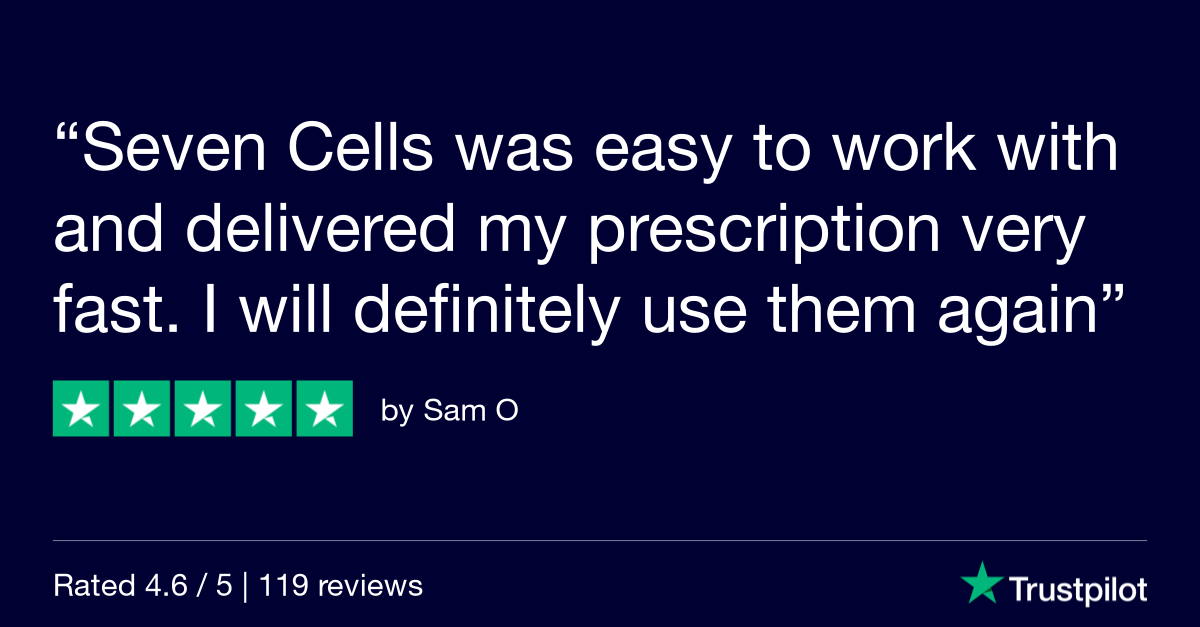 “Seven Cells was easy to work with
and delivered my prescription very
fast. I will definitely use them again”
by Sam O
Rated 4.6 / 5 | 119 reviews
Trustpilot